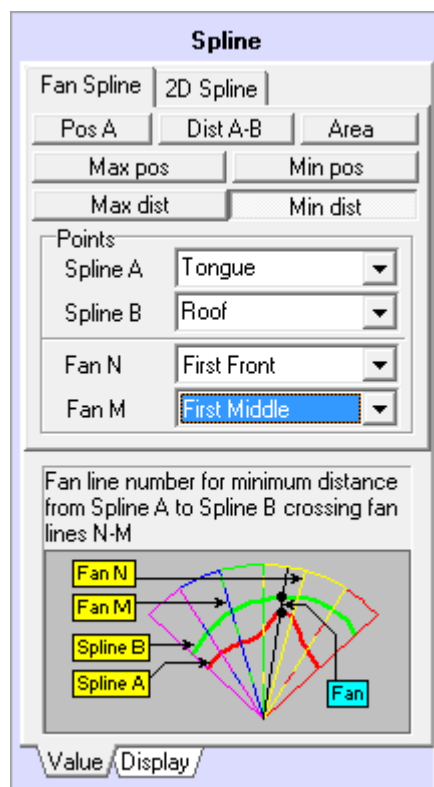 Spline
Fan Spline 2D Spline
Pos A Dist A-B Area
Max pos Min pos
Max dist Min dist
Points
Spline A Tongue
Spline B Roof
Fan N First Front
Fan M First Middle
Fan line number for minimum distance
from Spline A to Spline B crossing fan
lines N-M
Fan N
Fan M
Spline B
Spline A
Fan
Value Display